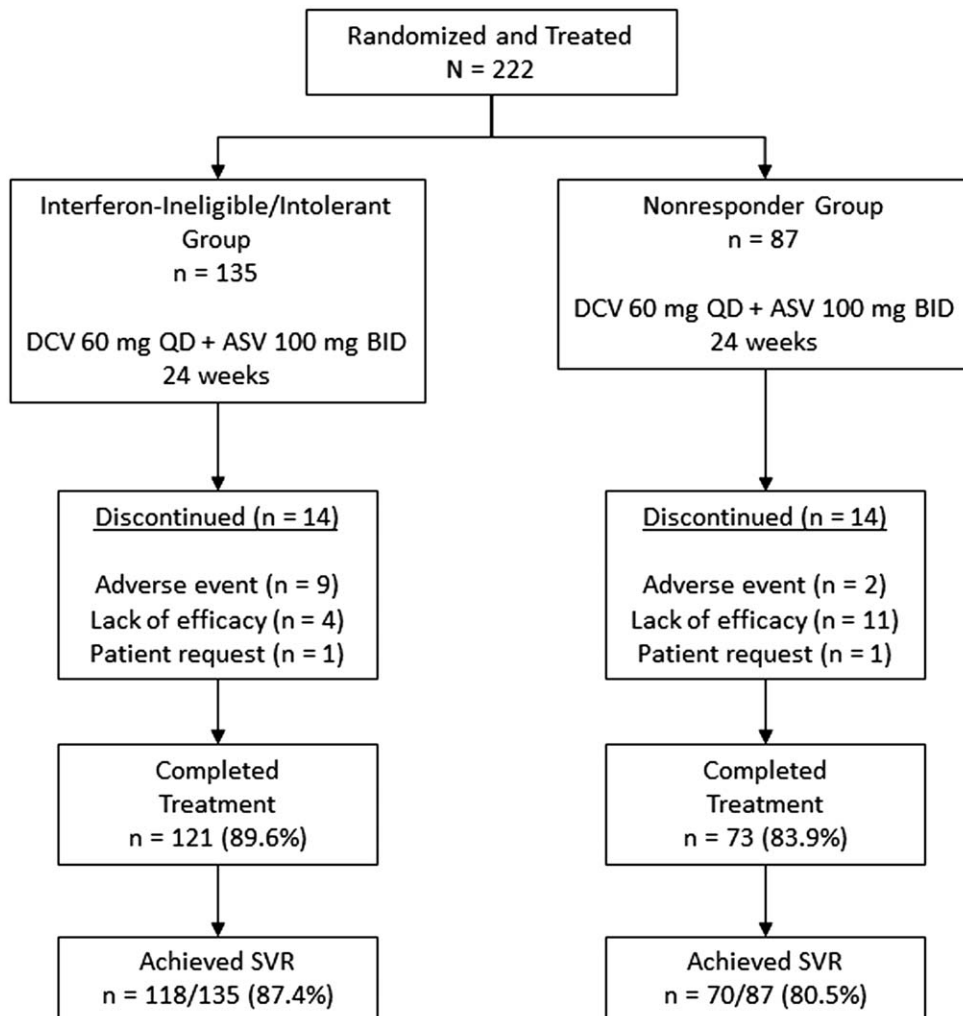 Randomized and Treated
N = 222
Interferon-Ineligible/Intolerant
Group
n = 135
DCV 60 mg QD + ASV 100 mg BID
24 weeks
Nonresponder Group
n = 87
DCV 60 mg QD + ASV 100 mg BID
24 weeks
Discontinued (n = 14)
Adverse event (n = 9)
Lack of efficacy (n = 4)
Patient request (n = 1)
Discontinued (n = 14)
Adverse event (n = 2)
Lack of efficacy (n = 11)
Patient request (n = 1)
Completed
Treatment
n = 121 (89.6%)
Completed
Treatment
n = 73 (83.9%)
Achieved SVR
n = 118/135 (87.4%)
Achieved SVR
n = 70/87 (80.5%)